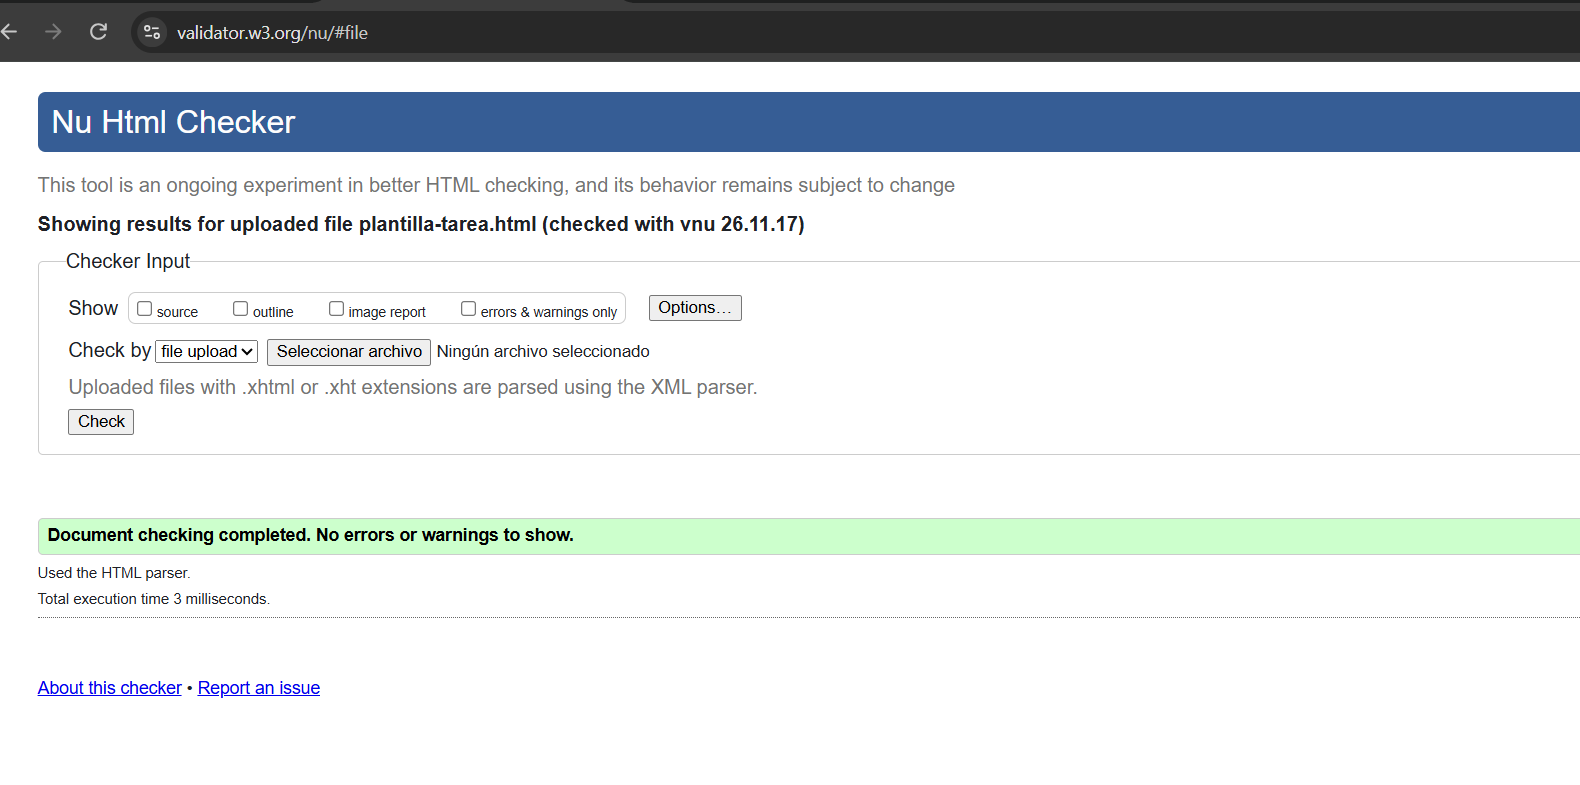 validator.w3.org/nu/#file
Nu Html Checker
This tool is an ongoing experiment in better HTML checking, and its behavior remains subject to change
Showing results for uploaded file plantilla-tarea.html (checked with vnu 26.11.17)
Checker Input
Show source outline image report errors & warnings only Options…
Check by file upload Seleccionar archivo Ningún archivo seleccionado
Uploaded files with .xhtml or .xht extensions are parsed using the XML parser.
Check
Document checking completed. No errors or warnings to show.
Used the HTML parser.
Total execution time 3 milliseconds.
About this checker • Report an issue